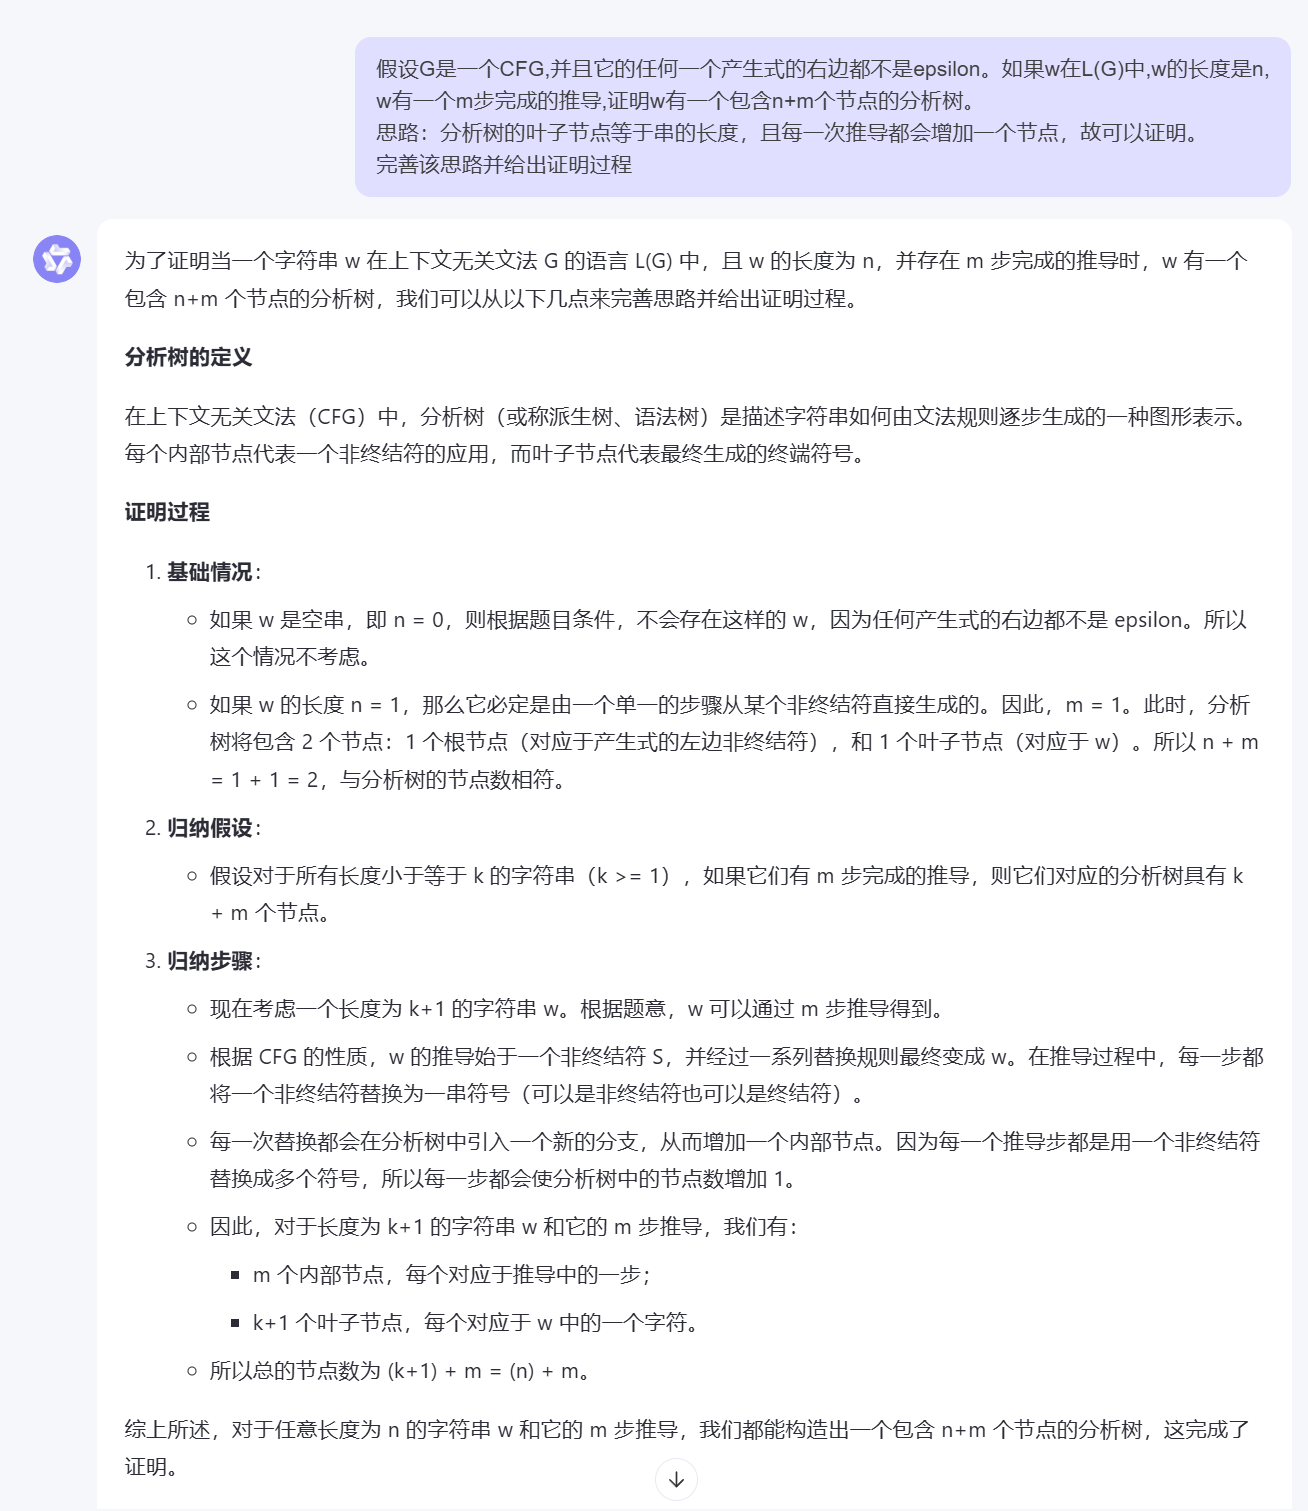 假设G是一个CFG,并且它的任何一个产生式的右边都不是epsilon。如果w在L(G)中,w的长度是n,
w有一个m步完成的推导,证明w有一个包含n+m个节点的分析树。
思路：分析树的叶子节点等于串的长度，且每一次推导都会增加一个节点，故可以证明。
完善该思路并给出证明过程
为了证明当一个字符串 w 在上下文无关文法 G 的语言 L(G) 中，且 w 的长度为 n，并存在 m 步完成的推导时，w 有一个
包含 n+m 个节点的分析树，我们可以从以下几点来完善思路并给出证明过程。
分析树的定义
在上下文无关文法（CFG）中，分析树（或称派生树、语法树）是描述字符串如何由文法规则逐步生成的一种图形表示。
每个内部节点代表一个非终结符的应用，而叶子节点代表最终生成的终端符号。
证明过程
1. 基础情况：
○ 如果 w 是空串，即 n = 0，则根据题目条件，不会存在这样的 w，因为任何产生式的右边都不是 epsilon。所以
这个情况不考虑。
○ 如果 w 的长度 n = 1，那么它必定是由一个单一的步骤从某个非终结符直接生成的。因此，m = 1。此时，分析
树将包含 2 个节点：1 个根节点（对应于产生式的左边非终结符），和 1 个叶子节点（对应于 w）。所以 n + m
= 1 + 1 = 2，与分析树的节点数相符。
2. 归纳假设：
○ 假设对于所有长度小于等于 k 的字符串（k >= 1），如果它们有 m 步完成的推导，则它们对应的分析树具有 k
+ m 个节点。
3. 归纳步骤：
○ 现在考虑一个长度为 k+1 的字符串 w。根据题意，w 可以通过 m 步推导得到。
○ 根据 CFG 的性质，w 的推导始于一个非终结符 S，并经过一系列替换规则最终变成 w。在推导过程中，每一步都
将一个非终结符替换为一串符号（可以是非终结符也可以是终结符）。
○ 每一次替换都会在分析树中引入一个新的分支，从而增加一个内部节点。因为每一个推导步都是用一个非终结符
替换成多个符号，所以每一步都会使分析树中的节点数增加 1。
○ 因此，对于长度为 k+1 的字符串 w 和它的 m 步推导，我们有：
■ m 个内部节点，每个对应于推导中的一步；
■ k+1 个叶子节点，每个对应于 w 中的一个字符。
○ 所以总的节点数为 (k+1) + m = (n) + m。
综上所述，对于任意长度为 n 的字符串 w 和它的 m 步推导，我们都能构造出一个包含 n+m 个节点的分析树，这完成了
证明。